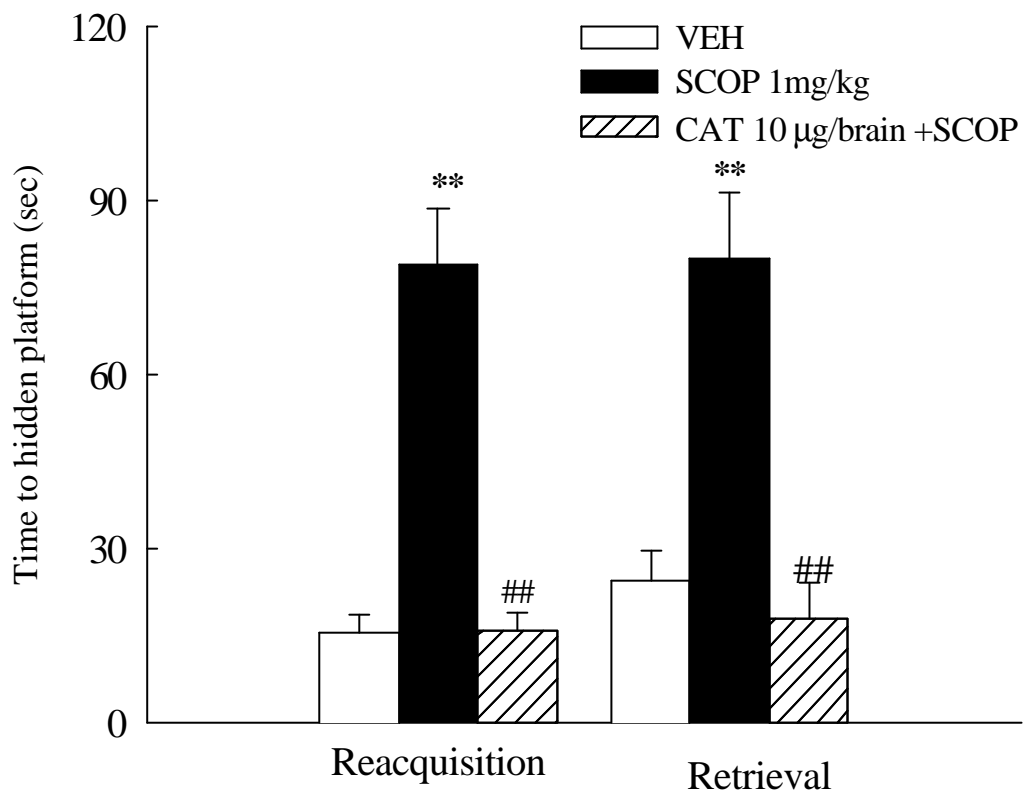 120
90
60
30
0
Time to hidden platform (sec)
VEH
SCOP 1mg/kg
CAT 10 μg/brain +SCOP
**
**
##
##
Reacquisition
Retrieval